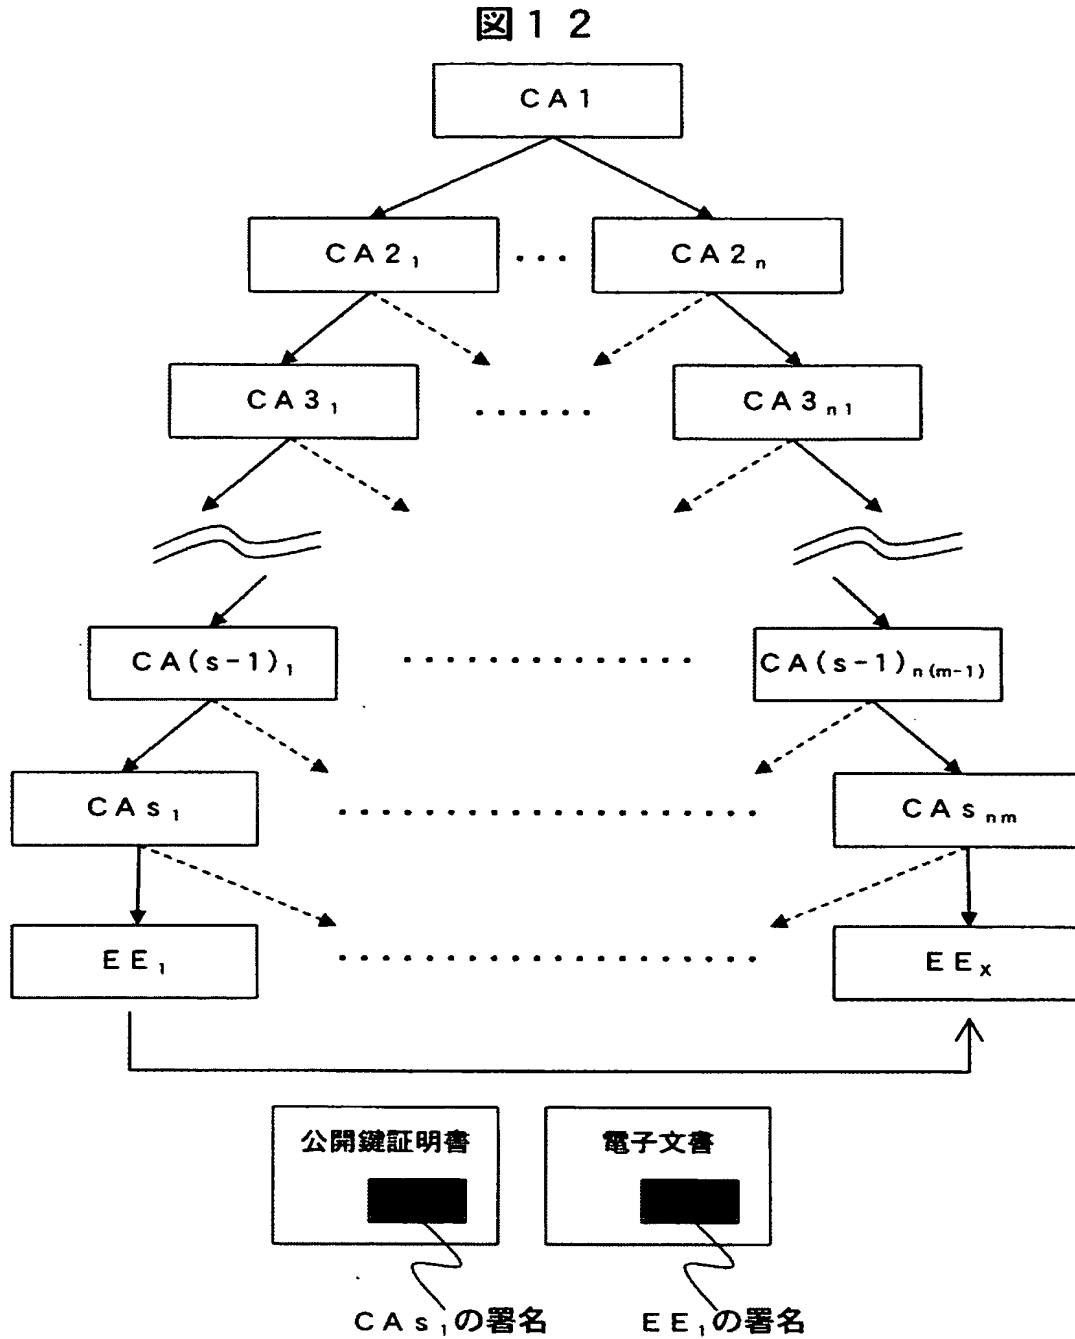 図12
CA1
CA2₁ ・・・ CA2ₙ
CA3₁ ・・・・・・ CA3ₙ₁
CA(s-1)₁ ・・・・・・・・・・・・・・ CA(s-1)ₙ₍ₘ₋₁₎
CAs₁ ・・・・・・・・・・・・・・・・・・・・・ CAsₙₘ
EE₁ ・・・・・・・・・・・・・・・・・・・・・ EEₓ
公開鍵証明書 電子文書
CAs₁の署名 EE₁の署名